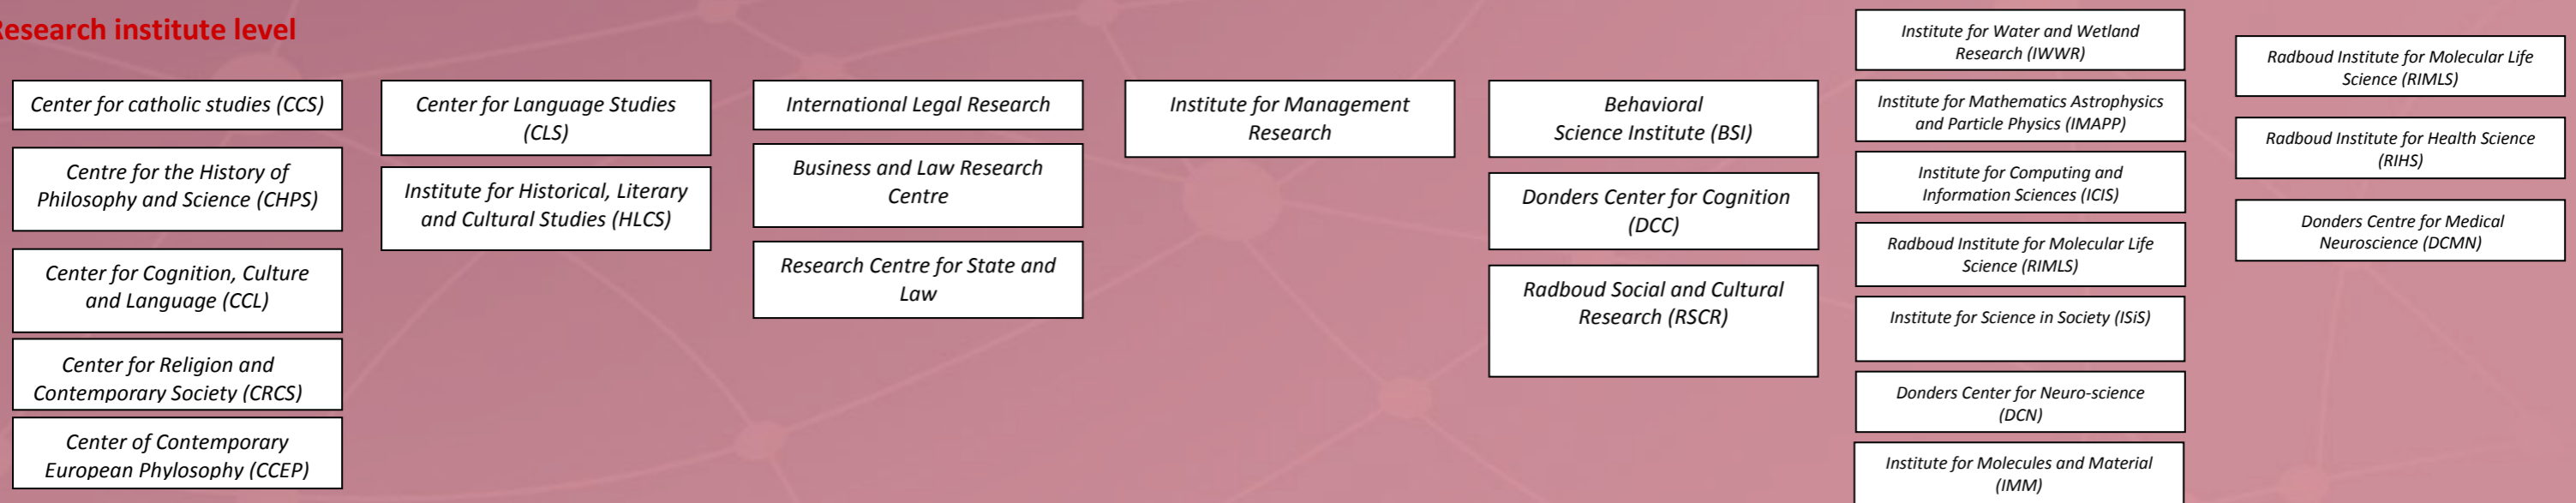 Research institute level
Center for catholic studies (CCS)
Centre for the History of
Philosophy and Science (CHPS)
Center for Cognition, Culture
and Language (CCL)
Center for Religion and
Contemporary Society (CRCS)
Center of Contemporary
European Phylosophy (CCEP)
Center for Language Studies
(CLS)
Institute for Historical, Literary
and Cultural Studies (HLCS)
International Legal Research
Business and Law Research
Centre
Research Centre for State and
Law
Institute for Management
Research
Behavioral
Science Institute (BSI)
Donders Center for Cognition
(DCC)
Radboud Social and Cultural
Research (RSCR)
Institute for Water and Wetland
Research (IWWR)
Institute for Mathematics Astrophysics
and Particle Physics (IMAPP)
Institute for Computing and
Information Sciences (ICIS)
Radboud Institute for Molecular Life
Science (RIMLS)
Institute for Science in Society (ISiS)
Donders Center for Neuro-science
(DCN)
Institute for Molecules and Material
(IMM)
Radboud Institute for Molecular Life
Science (RIMLS)
Radboud Institute for Health Science
(RIHS)
Donders Centre for Medical
Neuroscience (DCMN)